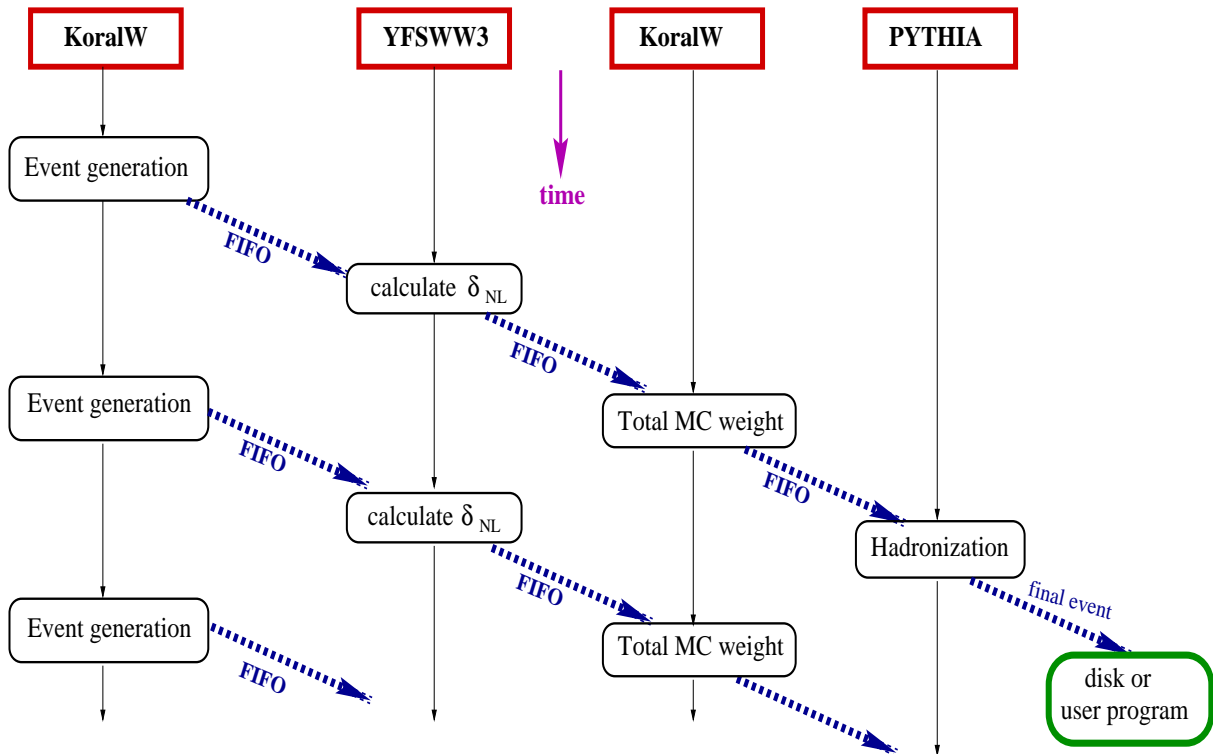 KoralW
YFSWW3
KoralW
PYTHIA
time
Event generation
FIFO
calculate δ NL
FIFO
Event generation
FIFO
Total MC weight
FIFO
calculate δ NL
FIFO
Hadronization
final event
Event generation
FIFO
Total MC weight
disk or
user program